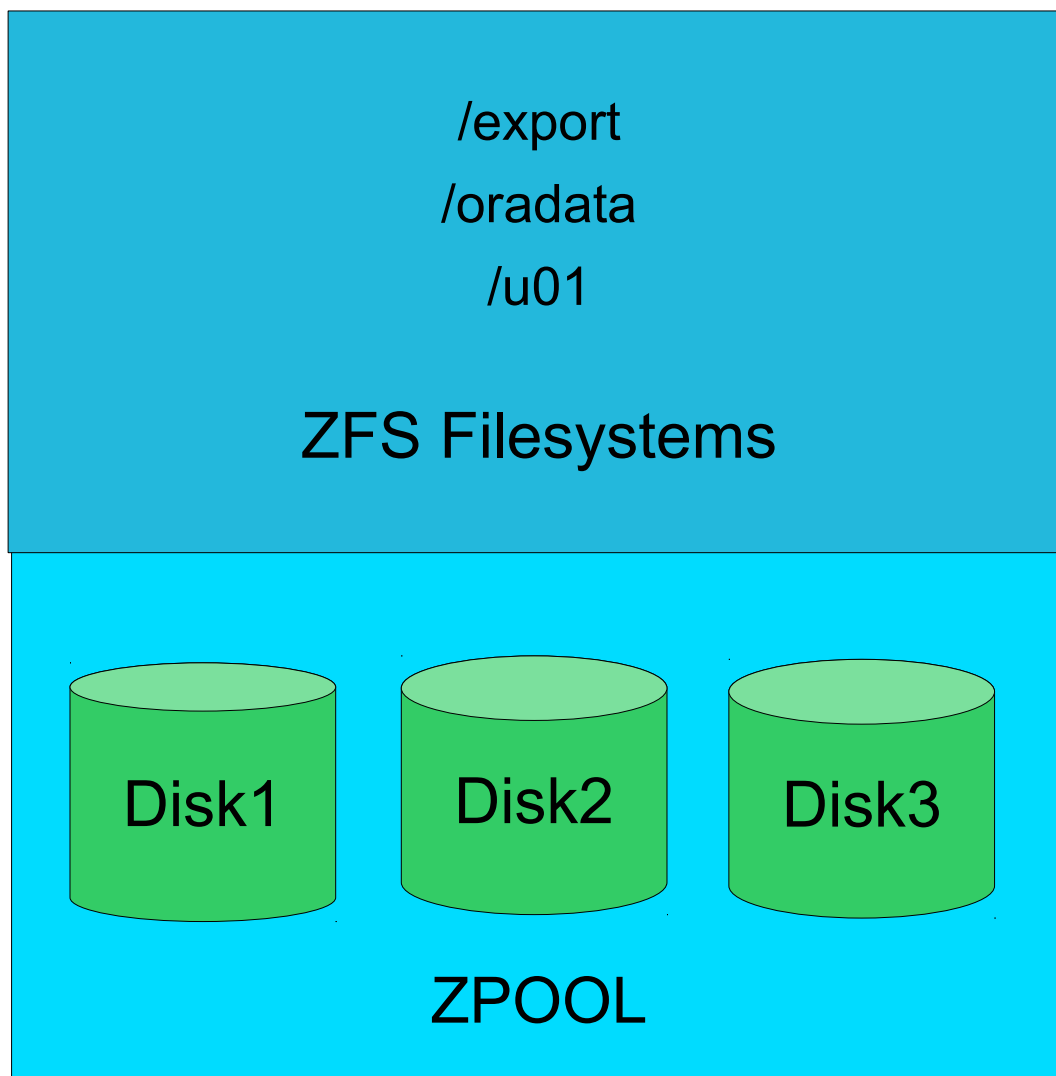 /export
/oradata
/u01
ZFS Filesystems
Disk1 Disk2 Disk3
ZPOOL